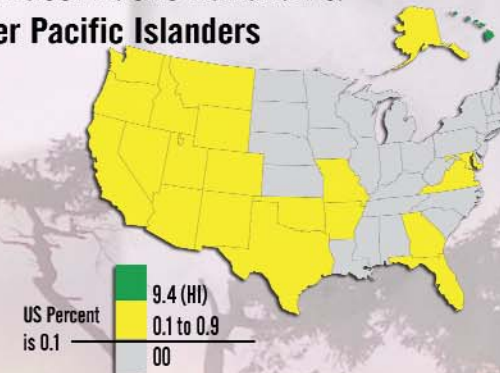 er Pacific Islanders
9.4 (HI)
US Percent
0.1 to 0.9
is 0.1
00